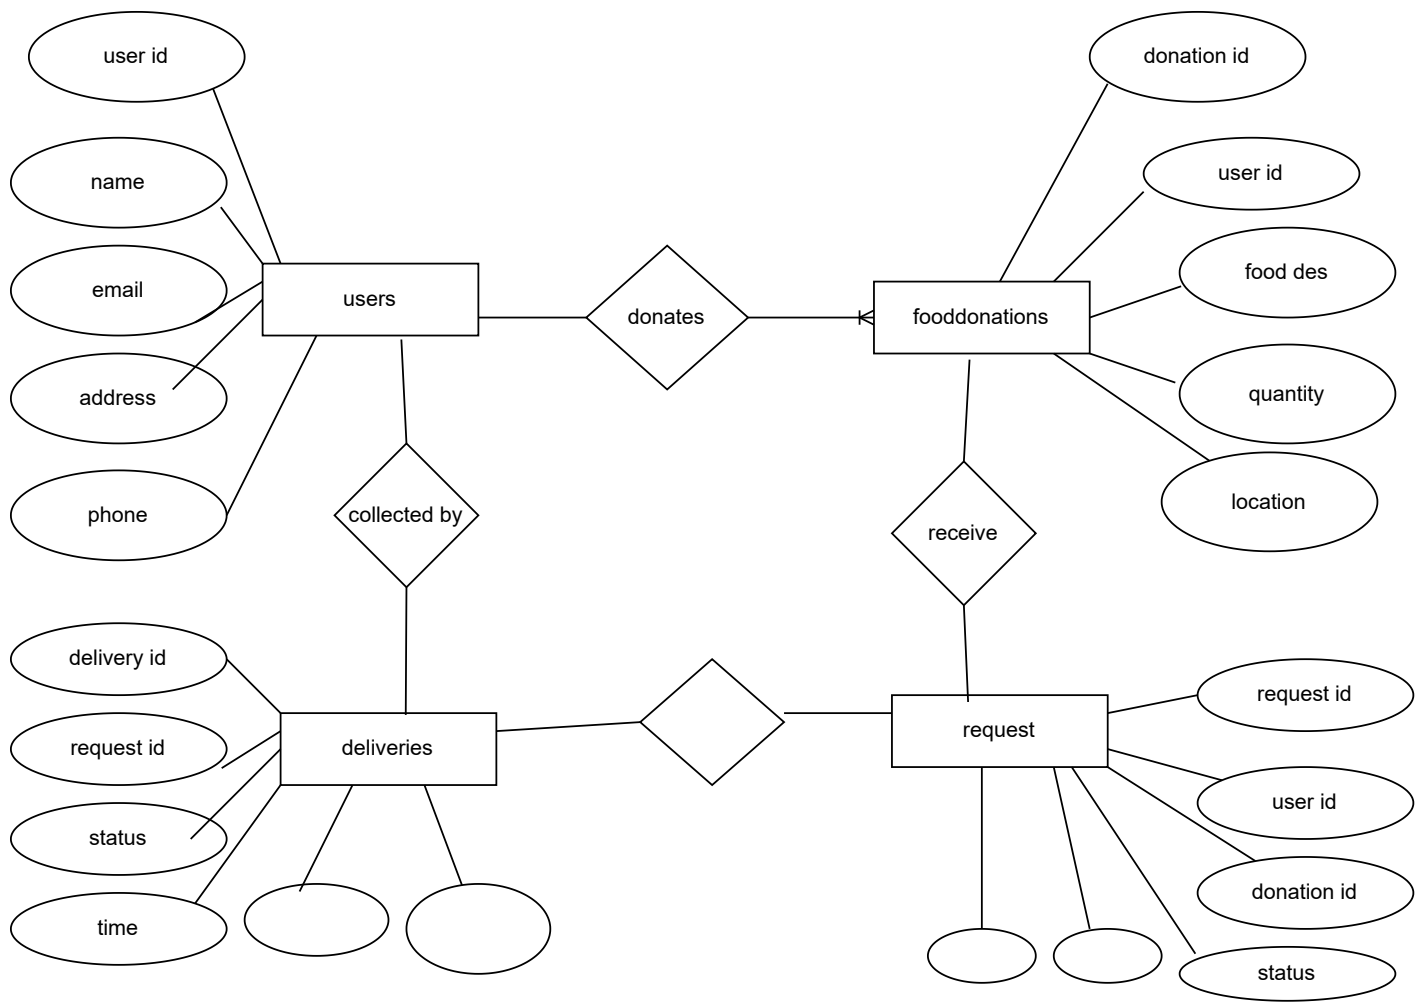 user id
name
email
address
phone
users
donates
fooddonations
donation id
user id
food des
quantity
location
collected by
receive
delivery id
request id
status
time
deliveries
request
request id
user id
donation id
status